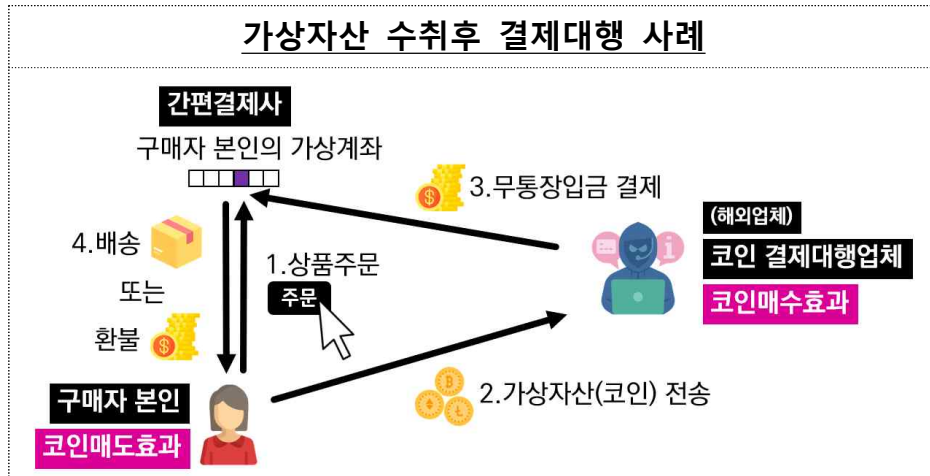 가상자산 수취후 결제대행 사례
간편결제사
구매자 본인의 가상계좌
3.무통장입금 결제
(해외업체)
코인 결제대행업체
코인매수효과
4.배송
또는
환불
1.상품주문
주문
구매자 본인
코인매도효과
2.가상자산(코인) 전송